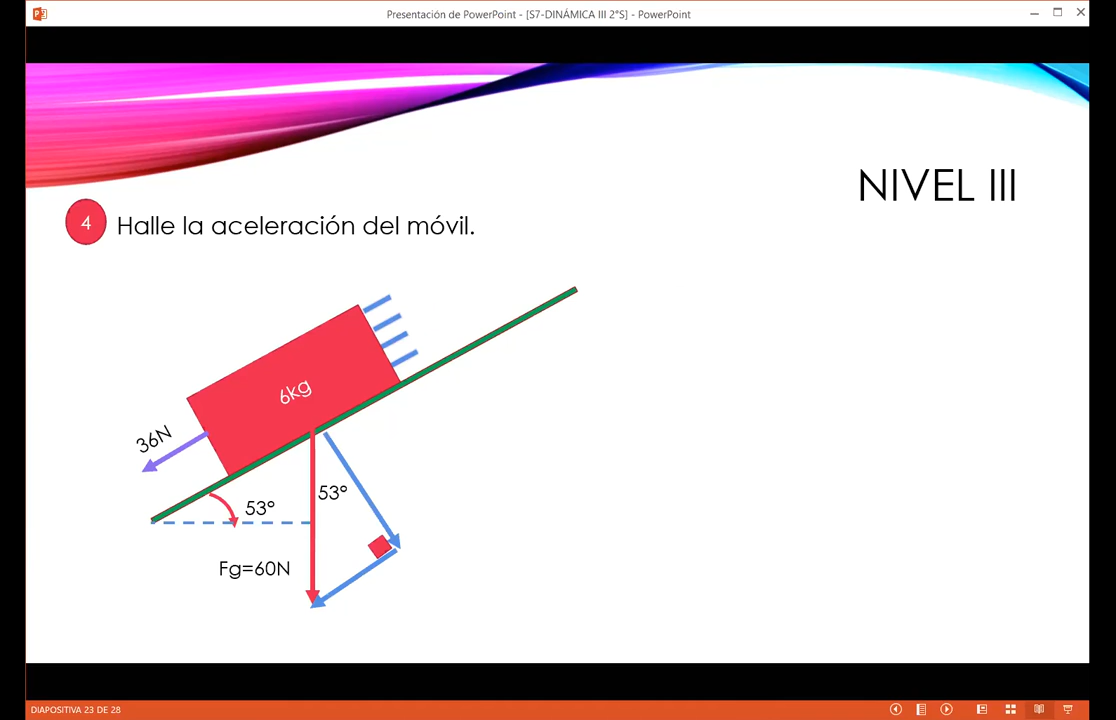 Presentación de PowerPoint - [S7-DINÁMICA III 2°S] - PowerPoint
NIVEL III
4 Halle la aceleración del móvil.
6kg
36N
53°
53°
Fg=60N
DIAPOSITIVA 23 DE 28